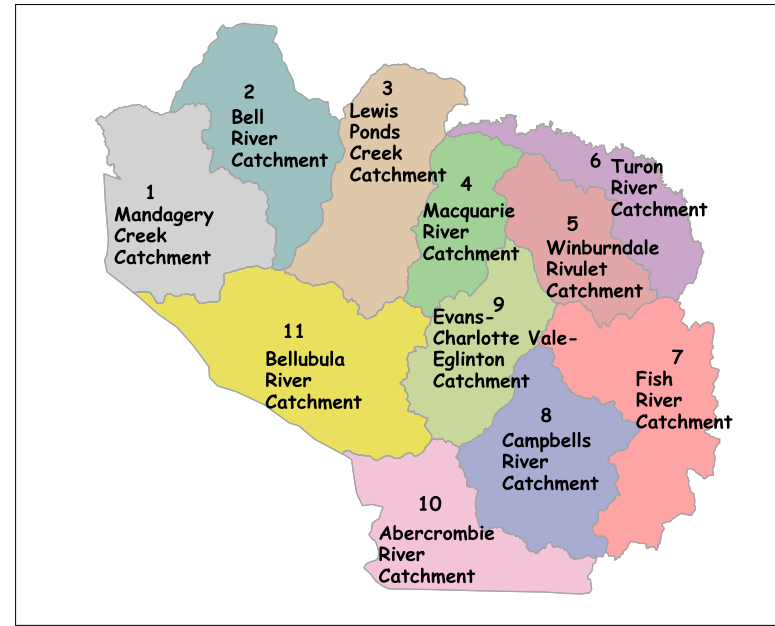 1
Mandagery
Creek
Catchment
2
Bell
River
Catchment
3
Lewis
Ponds
Creek
Catchment
4
Macquarie
River
Catchment
5
Winburndale
Rivulet
Catchment
6
Turon
River
Catchment
7
Fish
River
Catchment
8
Campbells
River
Catchment
9
Evans-
Charlotte Vale-
Eglinton
Catchment
10
Abercrombie
River
Catchment
11
Bellubula
River
Catchment